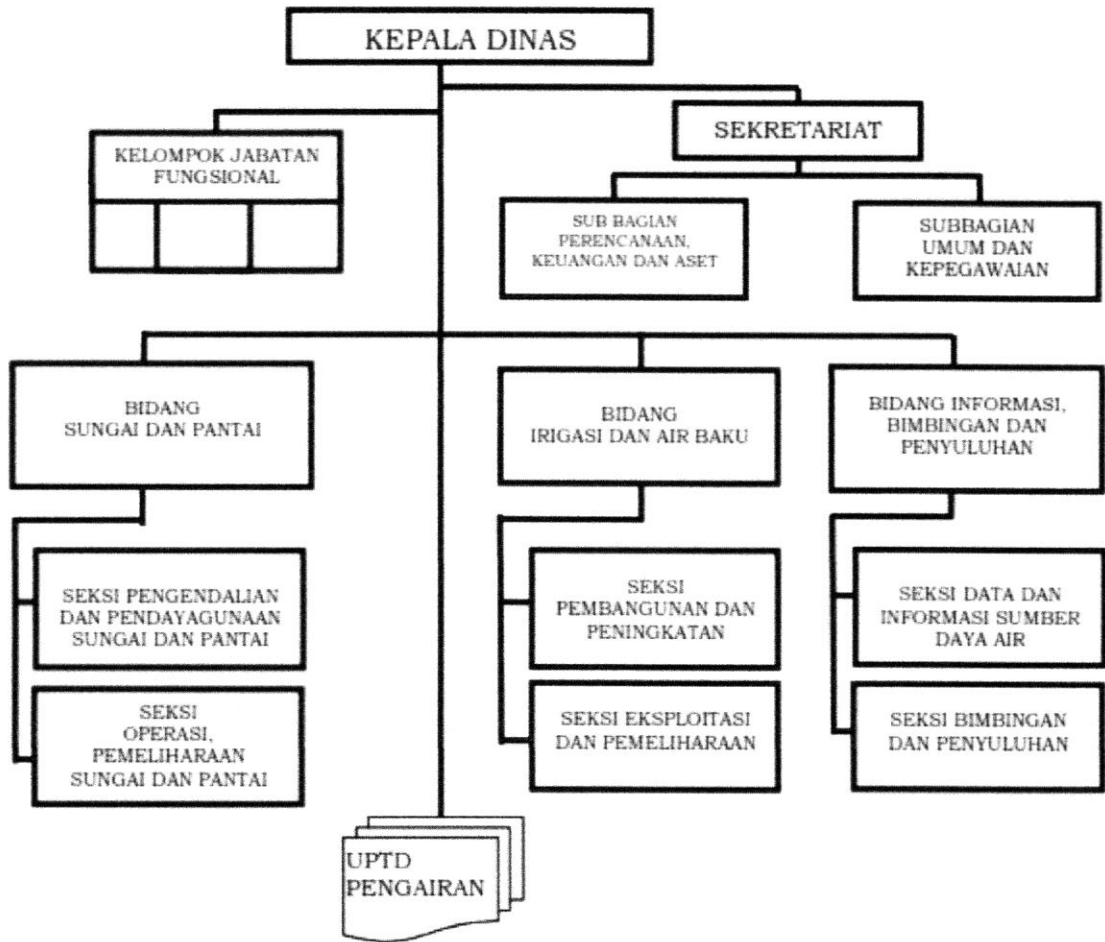 KEPALA DINAS
SEKRETARIAT
KELOMPOK JABATAN
FUNGSIONAL
SUB BAGIAN
PERENCANAAN,
KEUANGAN DAN ASET
SUBBAGIAN
UMUM DAN
KEPEGAWAIAN
BIDANG
SUNGAI DAN PANTAI
BIDANG
IRIGASI DAN AIR BAKU
BIDANG INFORMASI,
BIMBINGAN DAN
PENYULUHAN
SEKSI PENGENDALIAN
DAN PENDAYAGUNAAN
SUNGAI DAN PANTAI
SEKSI
PEMBANGUNAN DAN
PENINGKATAN
SEKSI DATA DAN
INFORMASI SUMBER
DAYA AIR
SEKSI
OPERASI,
PEMELIHARAAN
SUNGAI DAN PANTAI
SEKSI EKSPLOITASI
DAN PEMELIHARAAN
SEKSI BIMBINGAN
DAN PENYULUHAN
UPTD
PENGAIRAN